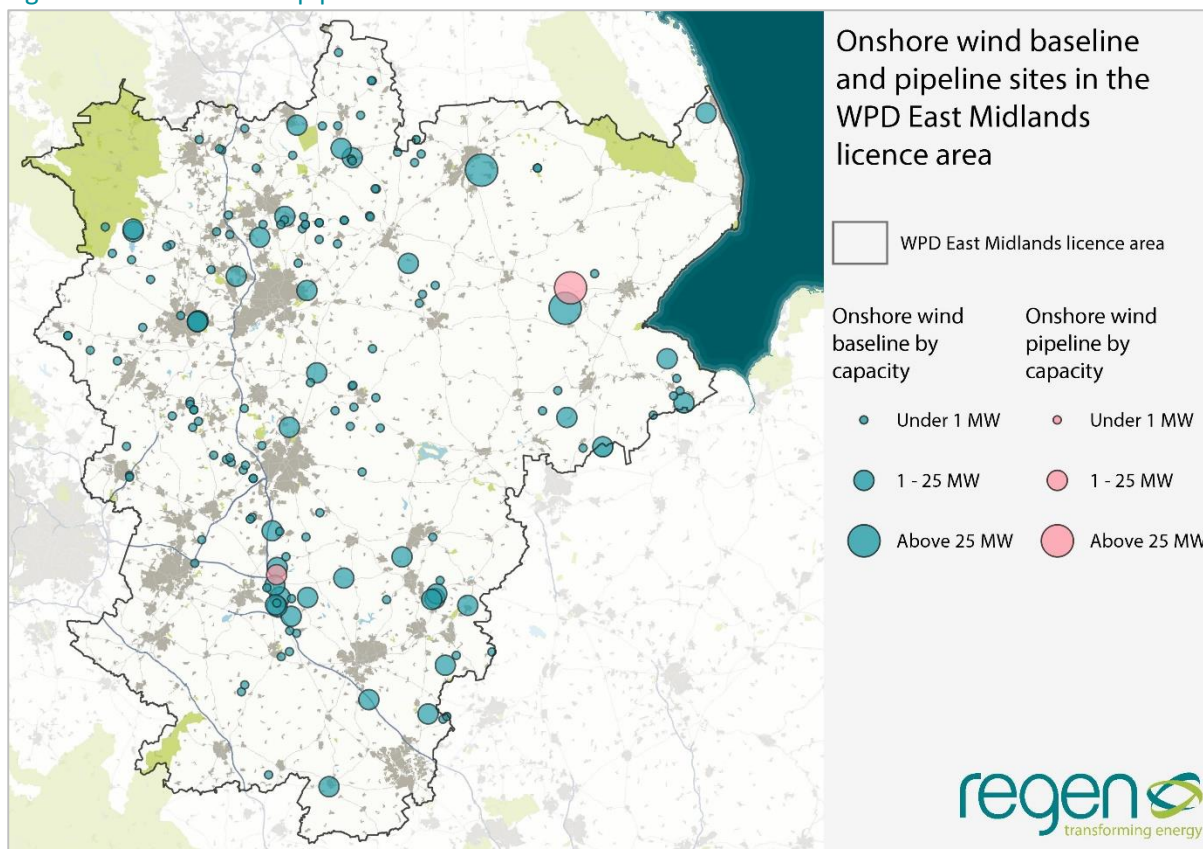 Onshore wind baseline
and pipeline sites in the
WPD East Midlands
licence area
WPD East Midlands licence area
Onshore wind
baseline by
capacity
Onshore wind
pipeline by
capacity
Under 1 MW
Under 1 MW
1 - 25 MW
1 - 25 MW
Above 25 MW
Above 25 MW
regen
transforming energy